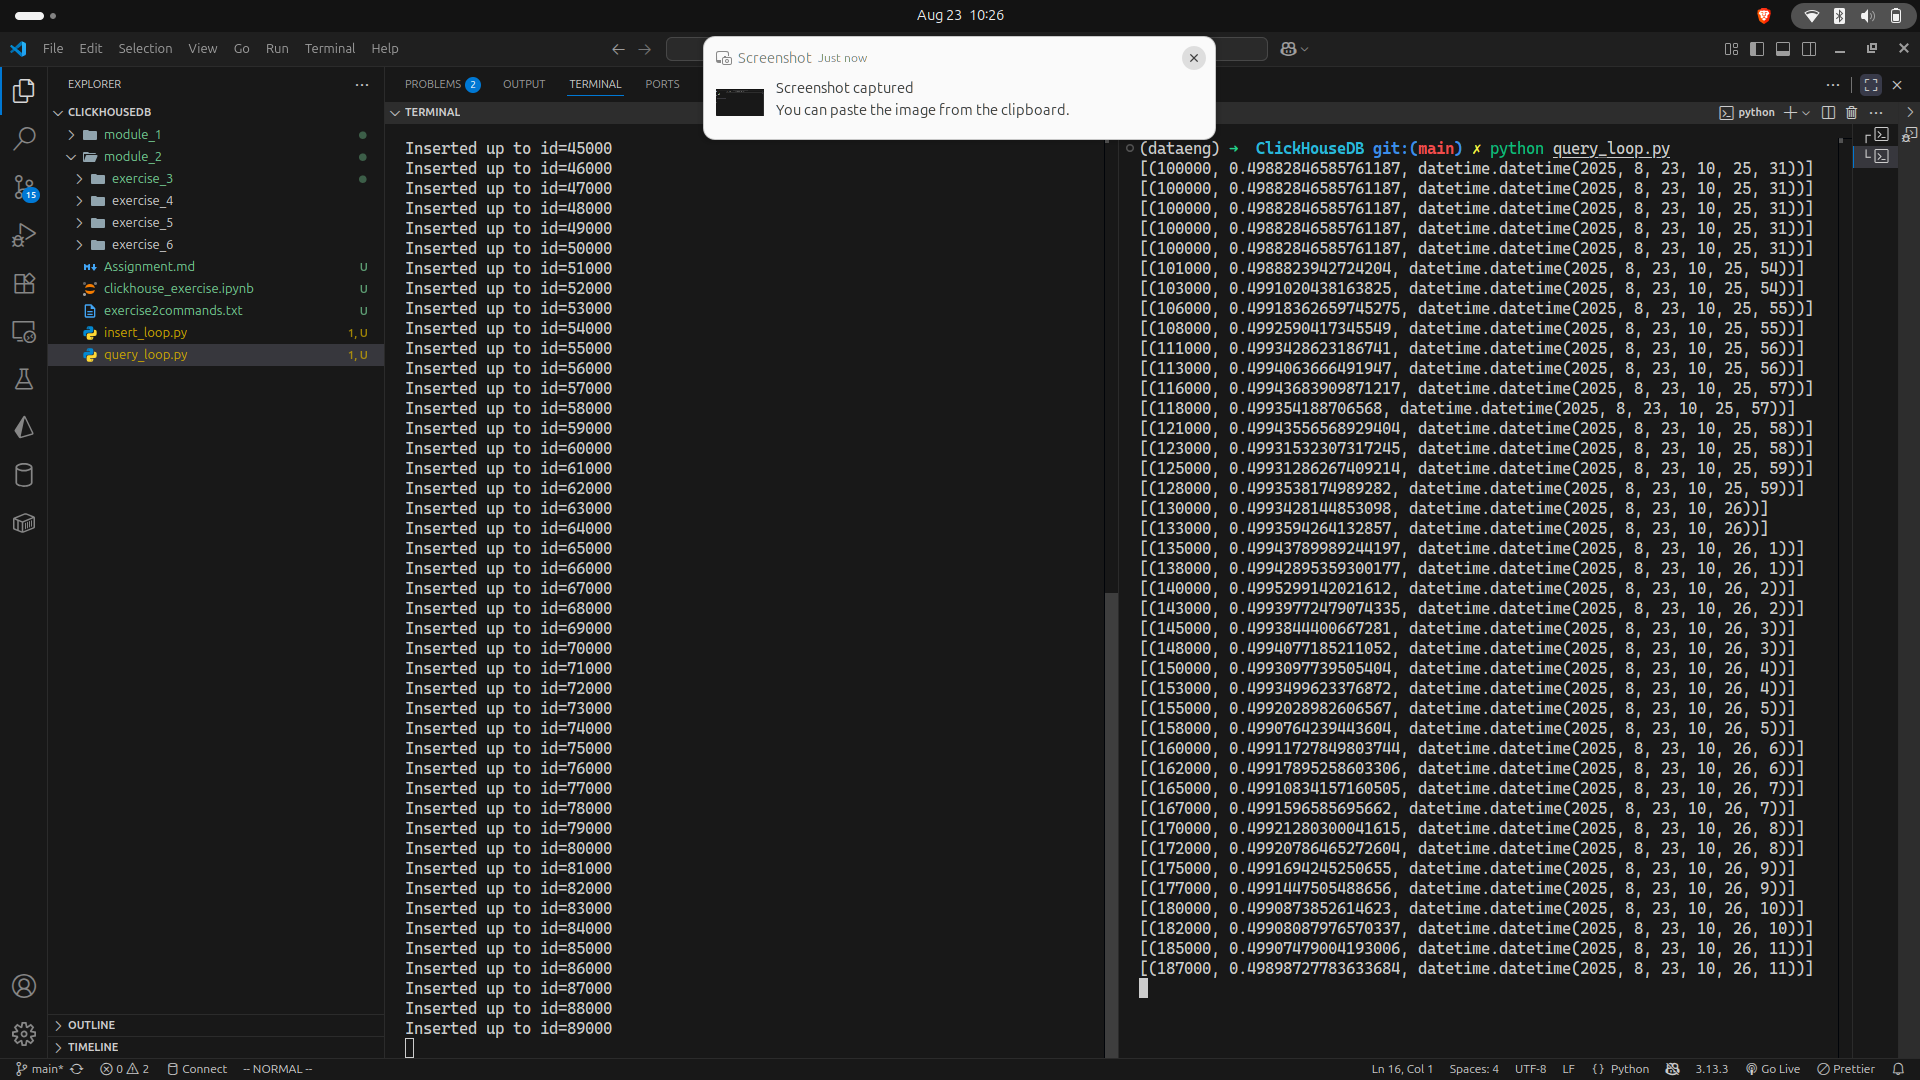 Aug 23 10:26
File Edit Selection View Go Run Terminal Help
Screenshot Just now
Screenshot captured
You can paste the image from the clipboard.
EXPLORER
CLICKHOUSEDB
module_1
module_2
exercise_3
exercise_4
exercise_5
exercise_6
Assignment.md U
clickhouse_exercise.ipynb U
exercise2commands.txt U
insert_loop.py 1, U
query_loop.py 1, U
15
OUTLINE
TIMELINE
PROBLEMS 2 OUTPUT TERMINAL PORTS
TERMINAL
python
Inserted up to id=45000
Inserted up to id=46000
Inserted up to id=47000
Inserted up to id=48000
Inserted up to id=49000
Inserted up to id=50000
Inserted up to id=51000
Inserted up to id=52000
Inserted up to id=53000
Inserted up to id=54000
Inserted up to id=55000
Inserted up to id=56000
Inserted up to id=57000
Inserted up to id=58000
Inserted up to id=59000
Inserted up to id=60000
Inserted up to id=61000
Inserted up to id=62000
Inserted up to id=63000
Inserted up to id=64000
Inserted up to id=65000
Inserted up to id=66000
Inserted up to id=67000
Inserted up to id=68000
Inserted up to id=69000
Inserted up to id=70000
Inserted up to id=71000
Inserted up to id=72000
Inserted up to id=73000
Inserted up to id=74000
Inserted up to id=75000
Inserted up to id=76000
Inserted up to id=77000
Inserted up to id=78000
Inserted up to id=79000
Inserted up to id=80000
Inserted up to id=81000
Inserted up to id=82000
Inserted up to id=83000
Inserted up to id=84000
Inserted up to id=85000
Inserted up to id=86000
Inserted up to id=87000
Inserted up to id=88000
Inserted up to id=89000
(dataeng) → ClickHouseDB git:(main) ✗ python query_loop.py
[(100000, 0.49882846585761187, datetime.datetime(2025, 8, 23, 10, 25, 31))]
[(100000, 0.49882846585761187, datetime.datetime(2025, 8, 23, 10, 25, 31))]
[(100000, 0.49882846585761187, datetime.datetime(2025, 8, 23, 10, 25, 31))]
[(100000, 0.49882846585761187, datetime.datetime(2025, 8, 23, 10, 25, 31))]
[(100000, 0.49882846585761187, datetime.datetime(2025, 8, 23, 10, 25, 31))]
[(101000, 0.4988823942724204, datetime.datetime(2025, 8, 23, 10, 25, 54))]
[(103000, 0.4991020438163825, datetime.datetime(2025, 8, 23, 10, 25, 54))]
[(106000, 0.49918362659745275, datetime.datetime(2025, 8, 23, 10, 25, 55))]
[(108000, 0.4992590417345549, datetime.datetime(2025, 8, 23, 10, 25, 55))]
[(111000, 0.4993428623186741, datetime.datetime(2025, 8, 23, 10, 25, 56))]
[(113000, 0.4994063666491947, datetime.datetime(2025, 8, 23, 10, 25, 56))]
[(116000, 0.49943683909871217, datetime.datetime(2025, 8, 23, 10, 25, 57))]
[(118000, 0.499354188706568, datetime.datetime(2025, 8, 23, 10, 25, 57))]
[(121000, 0.49943556568929404, datetime.datetime(2025, 8, 23, 10, 25, 58))]
[(123000, 0.49931532307317245, datetime.datetime(2025, 8, 23, 10, 25, 58))]
[(125000, 0.49931286267409214, datetime.datetime(2025, 8, 23, 10, 25, 59))]
[(128000, 0.4993538174989282, datetime.datetime(2025, 8, 23, 10, 25, 59))]
[(130000, 0.4993428144853098, datetime.datetime(2025, 8, 23, 10, 26))]
[(133000, 0.4993594264132857, datetime.datetime(2025, 8, 23, 10, 26))]
[(135000, 0.49943789989244197, datetime.datetime(2025, 8, 23, 10, 26, 1))]
[(138000, 0.49942895359300177, datetime.datetime(2025, 8, 23, 10, 26, 1))]
[(140000, 0.4995299142021612, datetime.datetime(2025, 8, 23, 10, 26, 2))]
[(143000, 0.49939772479074335, datetime.datetime(2025, 8, 23, 10, 26, 2))]
[(145000, 0.4993844400667281, datetime.datetime(2025, 8, 23, 10, 26, 3))]
[(148000, 0.4994077185211052, datetime.datetime(2025, 8, 23, 10, 26, 3))]
[(150000, 0.4993097739505404, datetime.datetime(2025, 8, 23, 10, 26, 4))]
[(153000, 0.4993499623376872, datetime.datetime(2025, 8, 23, 10, 26, 4))]
[(155000, 0.4992028982606567, datetime.datetime(2025, 8, 23, 10, 26, 5))]
[(158000, 0.4990764239443604, datetime.datetime(2025, 8, 23, 10, 26, 5))]
[(160000, 0.49911727849803744, datetime.datetime(2025, 8, 23, 10, 26, 6))]
[(162000, 0.49917895258603306, datetime.datetime(2025, 8, 23, 10, 26, 6))]
[(165000, 0.49910834157160505, datetime.datetime(2025, 8, 23, 10, 26, 7))]
[(167000, 0.4991596585695662, datetime.datetime(2025, 8, 23, 10, 26, 7))]
[(170000, 0.49921280300041615, datetime.datetime(2025, 8, 23, 10, 26, 8))]
[(172000, 0.49920786465272604, datetime.datetime(2025, 8, 23, 10, 26, 8))]
[(175000, 0.4991694245250655, datetime.datetime(2025, 8, 23, 10, 26, 9))]
[(177000, 0.4991447505488656, datetime.datetime(2025, 8, 23, 10, 26, 9))]
[(180000, 0.4990873852614623, datetime.datetime(2025, 8, 23, 10, 26, 10))]
[(182000, 0.49908087976570337, datetime.datetime(2025, 8, 23, 10, 26, 10))]
[(185000, 0.49907479004193006, datetime.datetime(2025, 8, 23, 10, 26, 11))]
[(187000, 0.49898727783633684, datetime.datetime(2025, 8, 23, 10, 26, 11))]
main* 0 2 Connect -- NORMAL -- Ln 16, Col 1 Spaces: 4 UTF-8 LF {} Python 3.13.3 Go Live Prettier